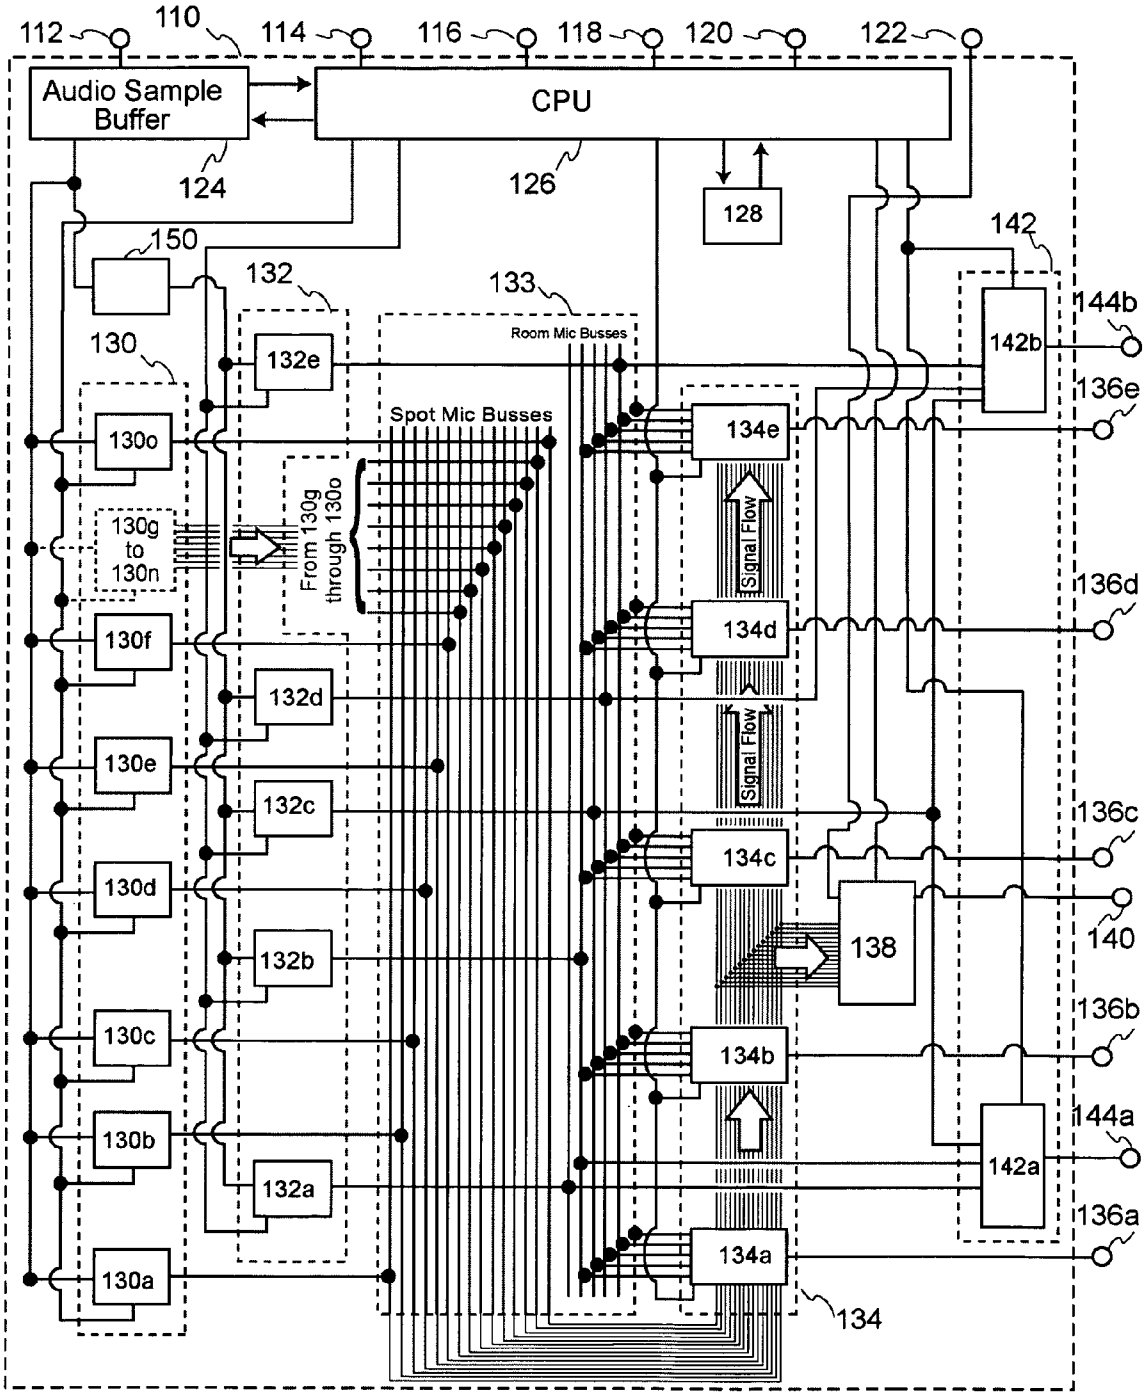 112
110
114
116
118
120
122
Audio Sample
Buffer
CPU
124
126
128
150
132
133
142
144b
130
Room Mic Busses
132e
142b
136e
Spot Mic Busses
130o
134e
130g
to
130n
From 130g
through 130o
Signal Flow
136d
130f
134d
132d
Signal Flow
130e
132c
136c
134c
130d
138
140
132b
136b
130c
134b
144a
130b
132a
142a
136a
130a
134a
134